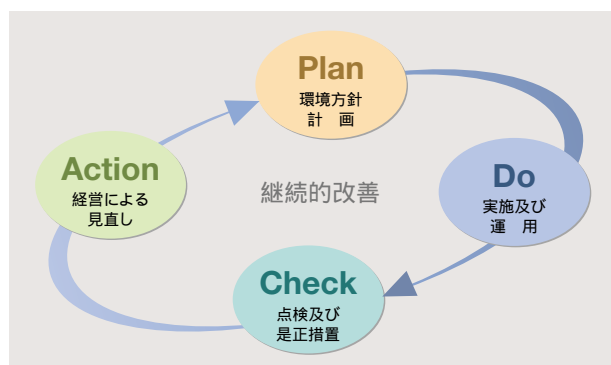 Plan
環境方針
計　画
Do
実施及び
運　用
Check
点検及び
是正措置
Action
経営による
見直し
継続的改善